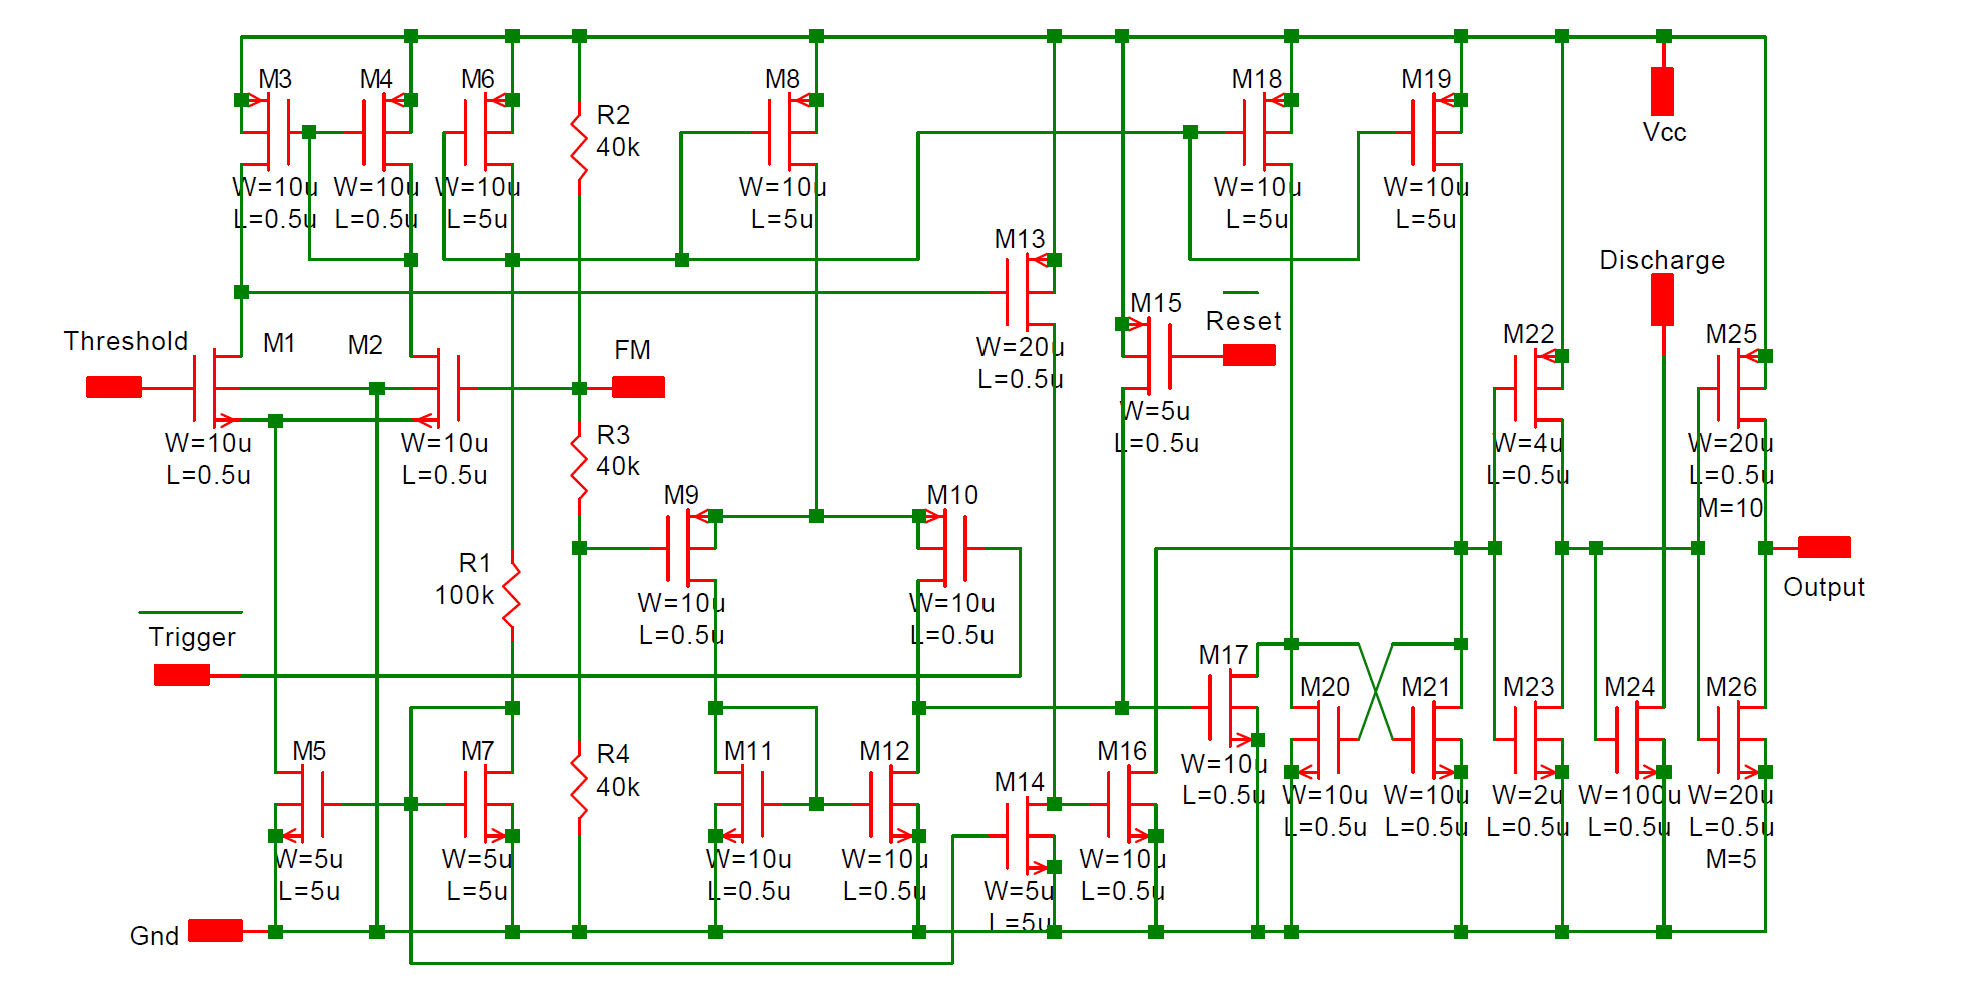 M3
W=10u
L=0.5u
M4
W=10u
L=0.5u
M6
W=10u
L=5u
R2
40k
M8
W=10u
L=5u
M18
W=10u
L=5u
M19
W=10u
L=5u
Vcc
M13
W=20u
L=0.5u
M15
W=5u
L=0.5u
Reset
Discharge
Threshold
M1
W=10u
L=0.5u
M2
W=10u
L=0.5u
FM
M22
W=4u
L=0.5u
M25
W=20u
L=0.5u
M=10
R3
40k
M9
W=10u
L=0.5u
M10
W=10u
L=0.5u
R1
100k
Output
Trigger
M17
W=10u
L=0.5u
M20
W=10u
L=0.5u
M21
W=10u
L=0.5u
M23
W=2u
L=0.5u
M24
W=100u
L=0.5u
M26
W=20u
L=0.5u
M=5
M5
W=5u
L=5u
M7
W=5u
L=5u
R4
40k
M11
W=10u
L=0.5u
M12
W=10u
L=0.5u
M14
W=5u
L=5u
M16
W=10u
L=0.5u
Gnd